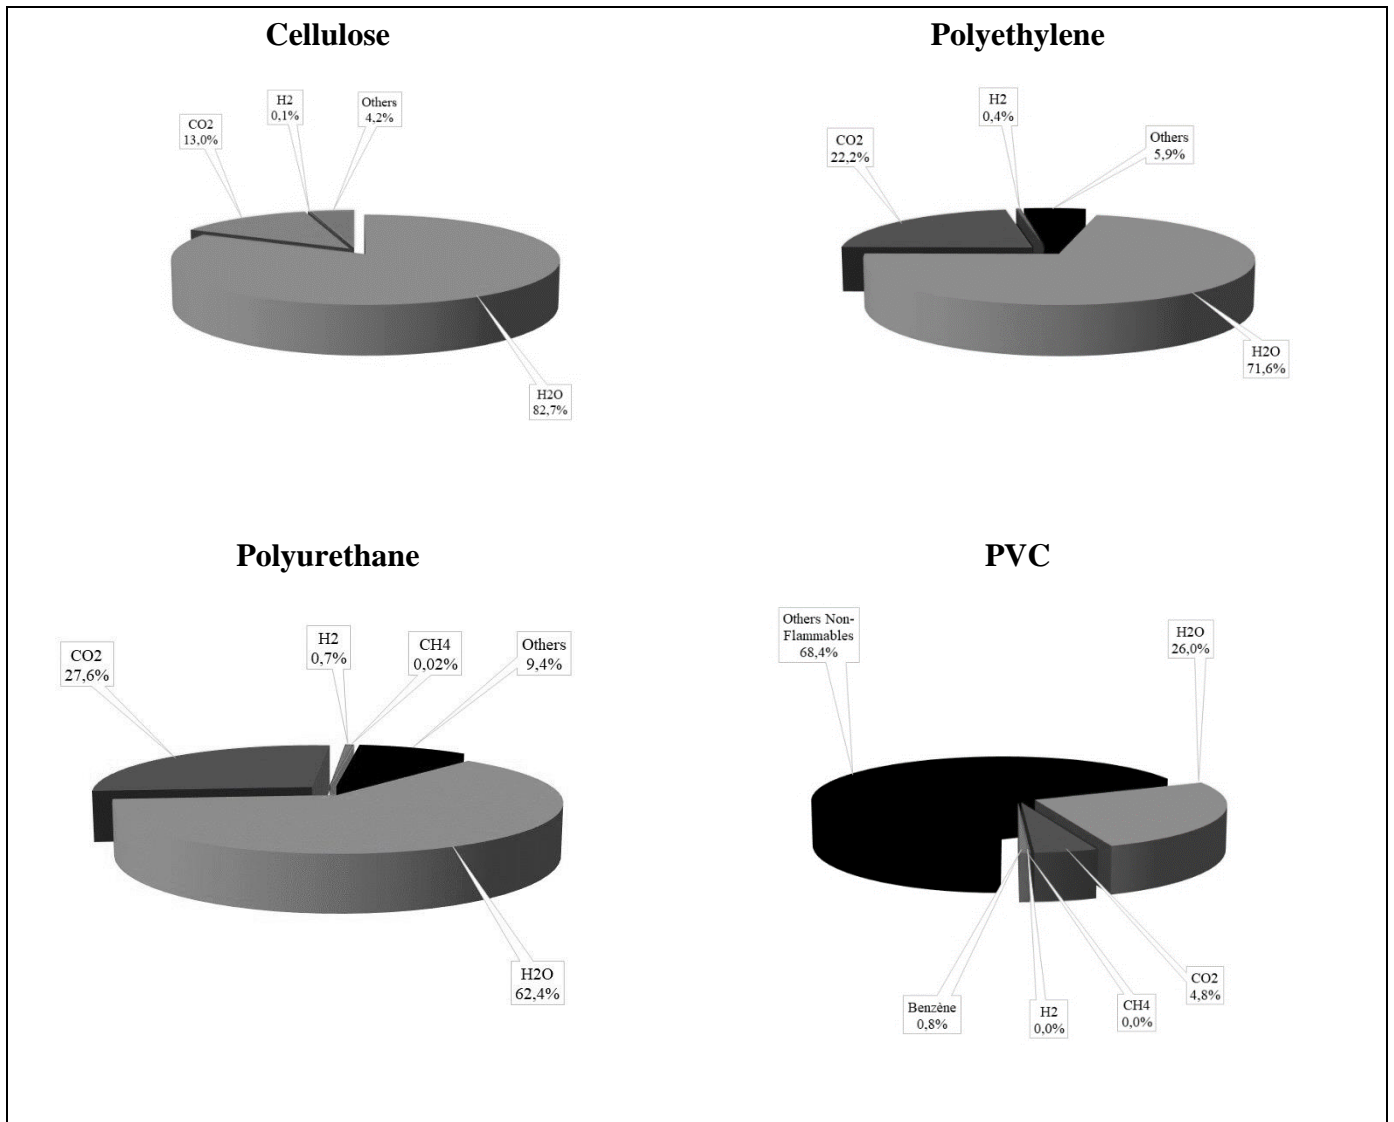 Cellulose
H2
0,1%
Others
4,2%
CO2
13,0%
H2O
82,7%
Polyethylene
H2
0,4%
CO2
22,2%
Others
5,9%
H2O
71,6%
Polyurethane
H2
0,7%
CH4
0,02%
Others
9,4%
CO2
27,6%
H2O
62,4%
PVC
Others Non-
Flammables
68,4%
H2O
26,0%
CO2
4,8%
CH4
0,0%
H2
0,0%
Benzène
0,8%